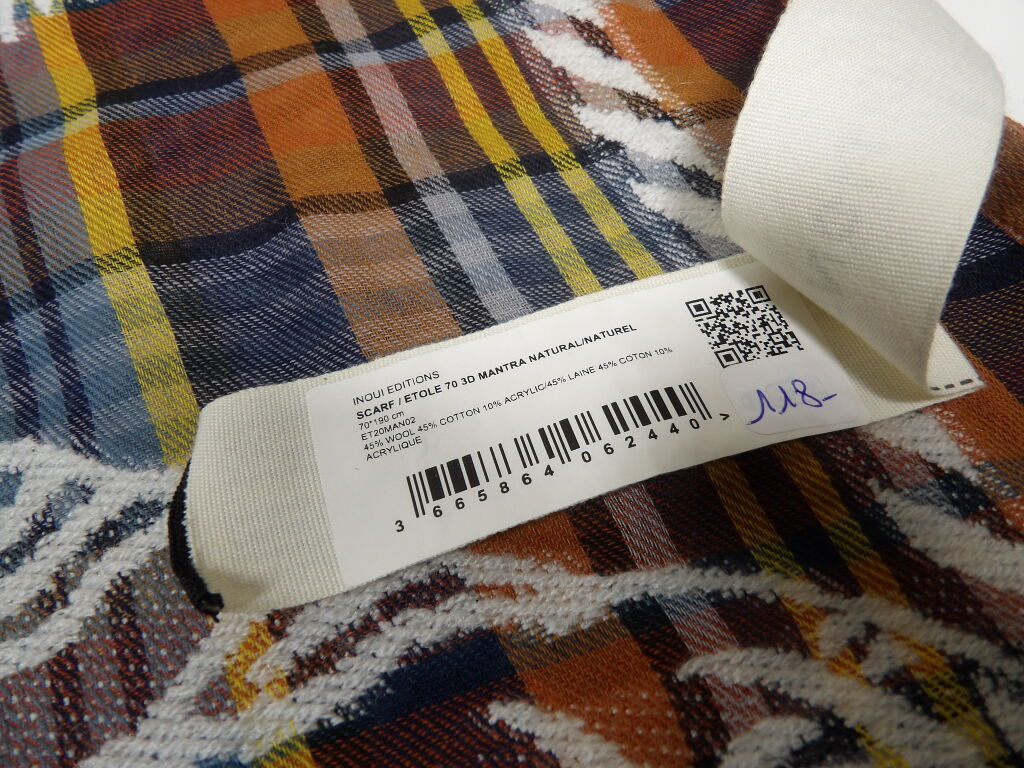 INOUI EDITIONS
SCARF / ETOLE 70 3D MANTRA NATURAL/NATUREL
70*190 cm
ET20MAN02
45% WOOL 45% COTTON 10% ACRYLIC/45% LAINE 45% COTON 10%
ACRYLIQUE
3 665864 062440 >
118-